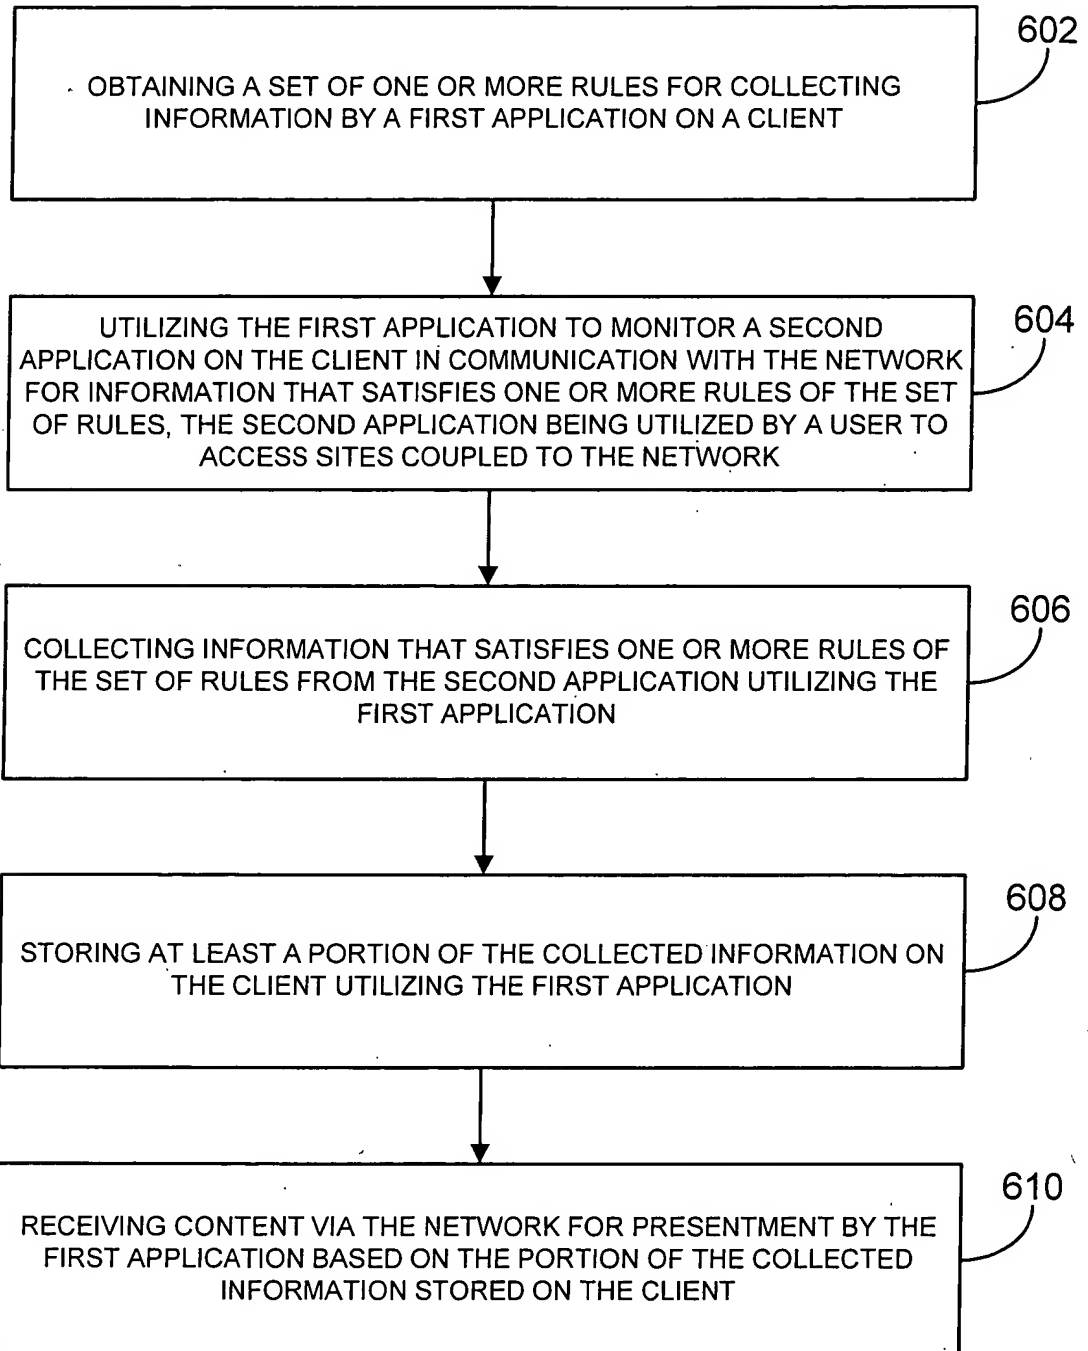 602
OBTAINING A SET OF ONE OR MORE RULES FOR COLLECTING
INFORMATION BY A FIRST APPLICATION ON A CLIENT
604
UTILIZING THE FIRST APPLICATION TO MONITOR A SECOND
APPLICATION ON THE CLIENT IN COMMUNICATION WITH THE NETWORK
FOR INFORMATION THAT SATISFIES ONE OR MORE RULES OF THE SET
OF RULES, THE SECOND APPLICATION BEING UTILIZED BY A USER TO
ACCESS SITES COUPLED TO THE NETWORK
606
COLLECTING INFORMATION THAT SATISFIES ONE OR MORE RULES OF
THE SET OF RULES FROM THE SECOND APPLICATION UTILIZING THE
FIRST APPLICATION
608
STORING AT LEAST A PORTION OF THE COLLECTED INFORMATION ON
THE CLIENT UTILIZING THE FIRST APPLICATION
610
RECEIVING CONTENT VIA THE NETWORK FOR PRESENTMENT BY THE
FIRST APPLICATION BASED ON THE PORTION OF THE COLLECTED
INFORMATION STORED ON THE CLIENT